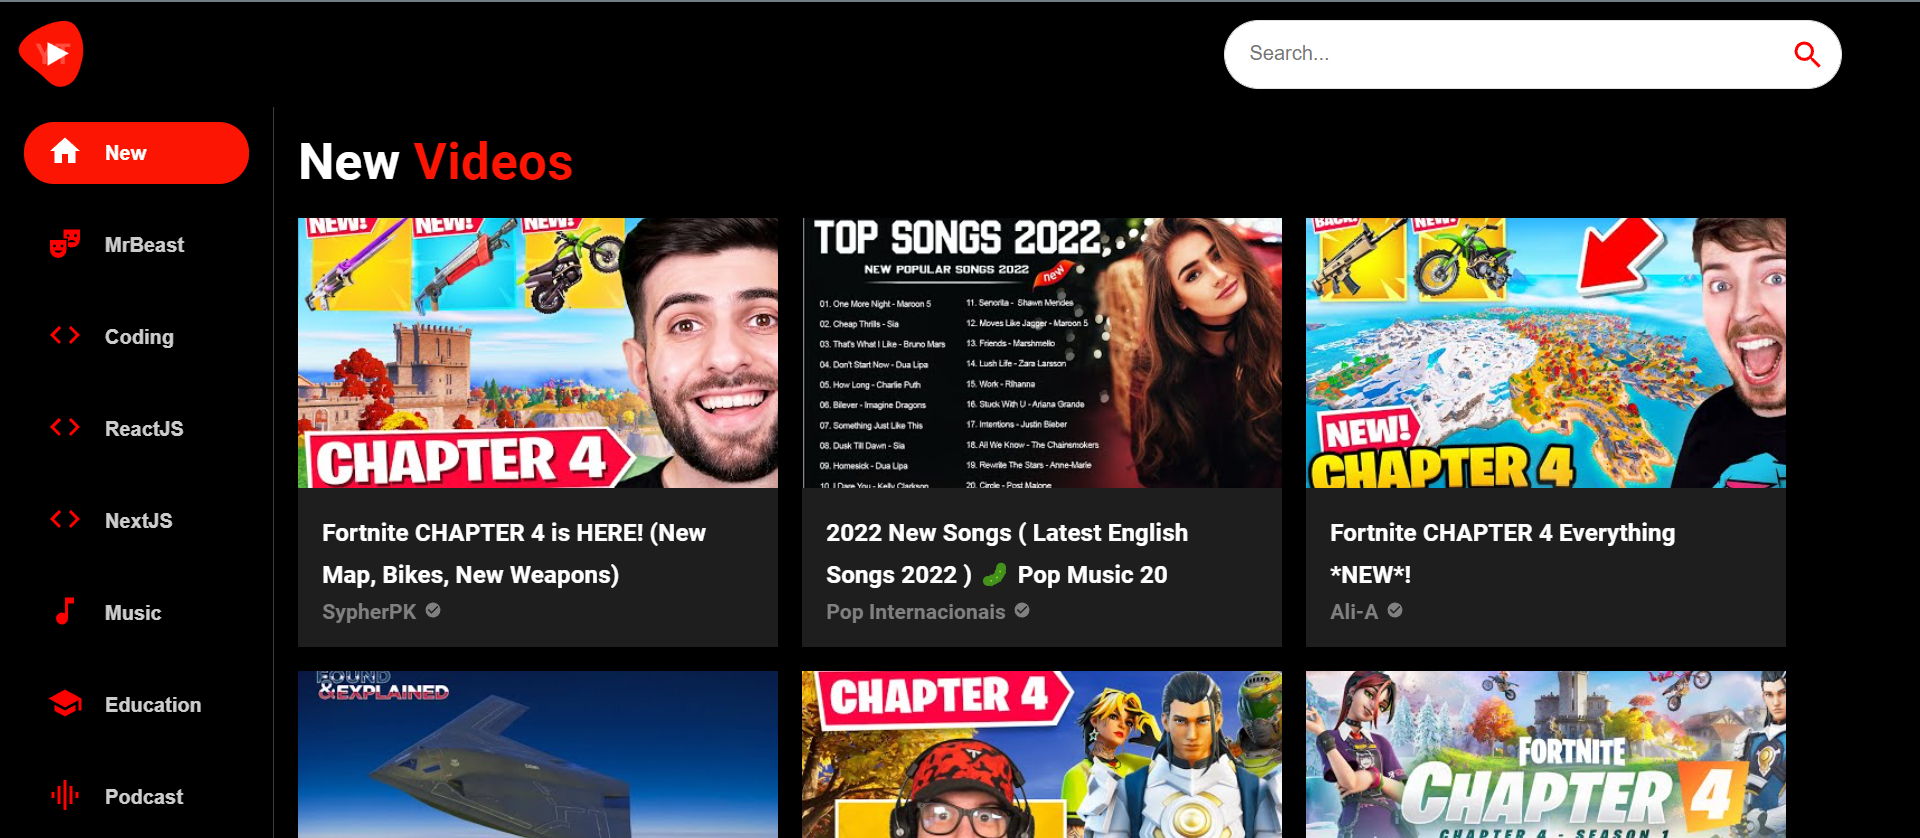 YT
Search...
New
MrBeast
Coding
ReactJS
NextJS
Music
Education
Podcast
New Videos
NEW! NEW! NEW!
CHAPTER 4
Fortnite CHAPTER 4 is HERE! (New
Map, Bikes, New Weapons)
SypherPK
TOP SONGS 2022
NEW POPULAR SONGS 2022
new
01. One More Night - Maroon 5
02. Cheap Thrills - Sia
03. That's What I Like - Bruno Mars
04. Don't Start Now - Dua Lipa
05. How Long - Charlie Puth
06. Bilever - Imagine Dragons
07. Something Just Like This
08. Dusk Till Dawn - Sia
09. Homesick - Dua Lipa
10. I Dare You - Kelly Clarkson
11. Senorita - Shawn Mendes
12. Moves Like Jagger - Maroon 5
13. Friends - Marshmello
14. Lush Life - Zara Larsson
15. Work - Rihanna
16. Stuck With U - Ariana Grande
17. Intentions - Justin Bieber
18. All We Know - The Chainsmokers
19. Rewrite The Stars - Anne-Marie
20. Circle - Post Malone
2022 New Songs ( Latest English
Songs 2022 ) 🥒 Pop Music 20
Pop Internacionais
BACK! NEW!
NEW!
CHAPTER 4
Fortnite CHAPTER 4 Everything
*NEW*!
Ali-A
FOUND
&EXPLAINED
CHAPTER 4
FORTNITE
CHAPTER 4
CHAPTER 4 - SEASON 1